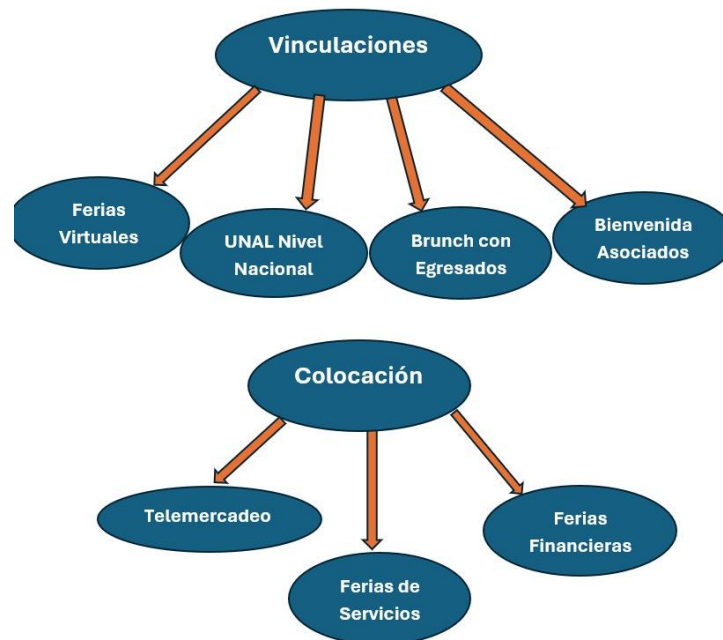 Vinculaciones
Ferias
Virtuales
UNAL Nivel
Nacional
Brunch con
Egresados
Bienvenida
Asociados
Colocación
Telemercadeo
Ferias de
Servicios
Ferias
Financieras